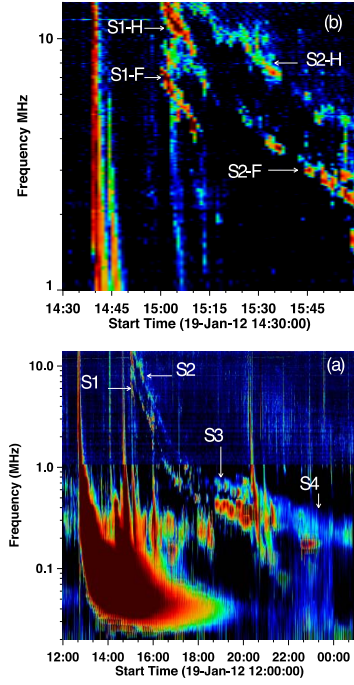 (b)
10
S1-H
S1-F
S2-H
S2-F
Frequency MHz
1
14:30 14:45 15:00 15:15 15:30 15:45
Start Time (19-Jan-12 14:30:00)
(a)
10.0
S1
S2
1.0
S3
S4
0.1
Frequency (MHz)
12:00 14:00 16:00 18:00 20:00 22:00 00:00
Start Time (19-Jan-12 12:00:00)